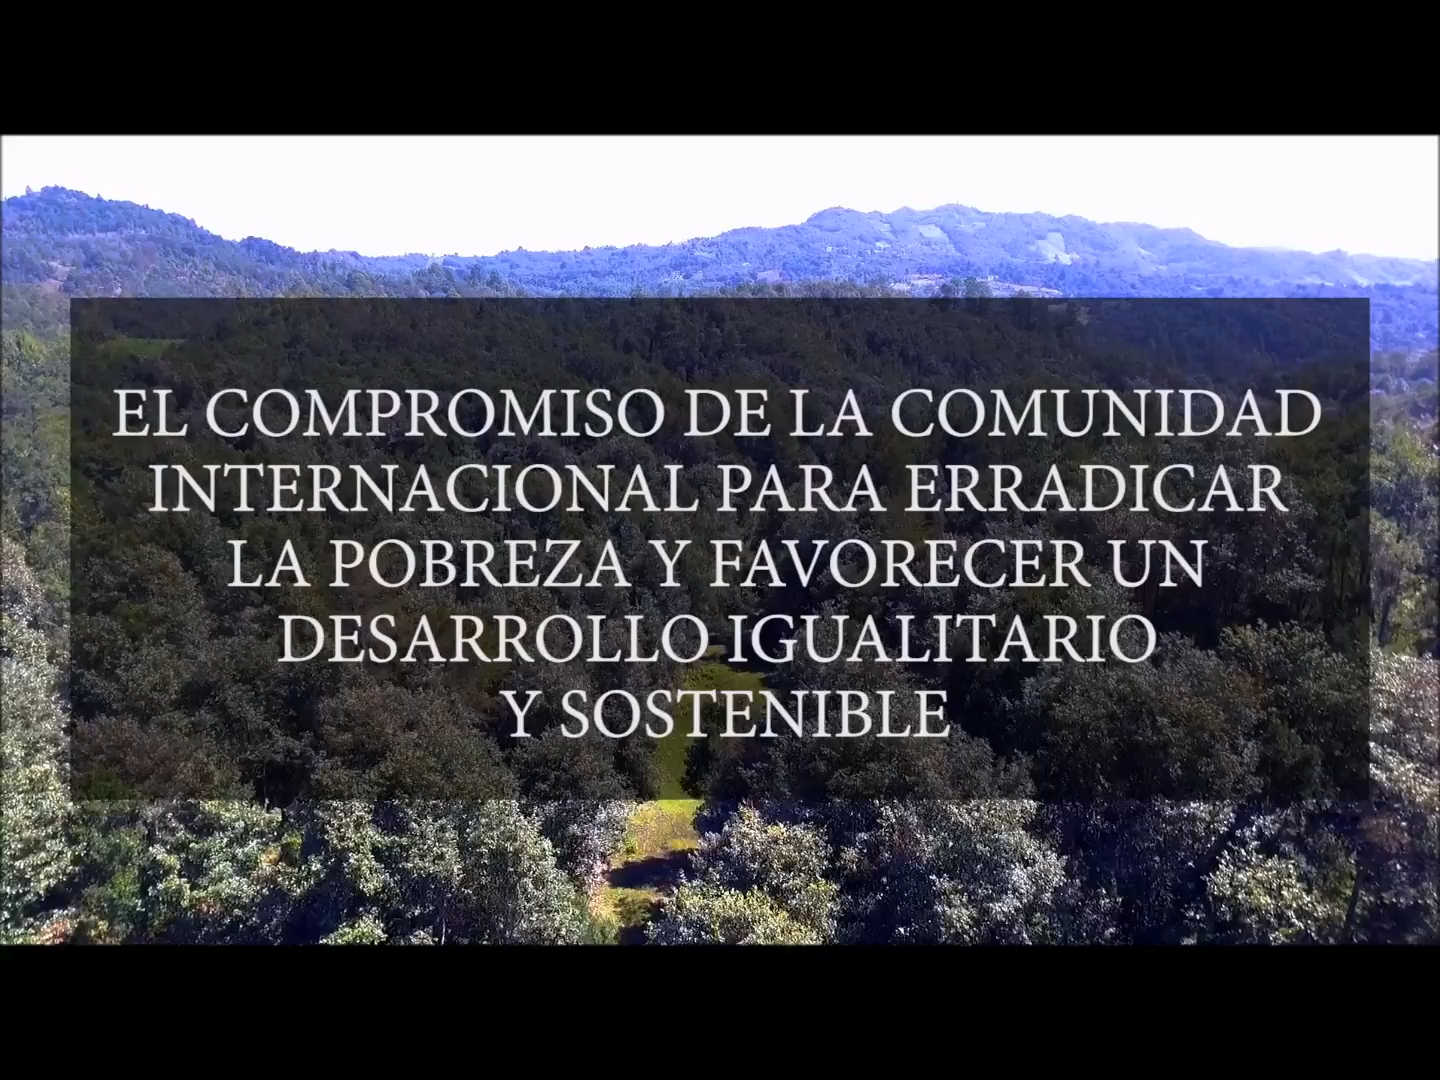 EL COMPROMISO DE LA COMUNIDAD
INTERNACIONAL PARA ERRADICAR
LA POBREZA Y FAVORECER UN
DESARROLLO IGUALITARIO
Y SOSTENIBLE